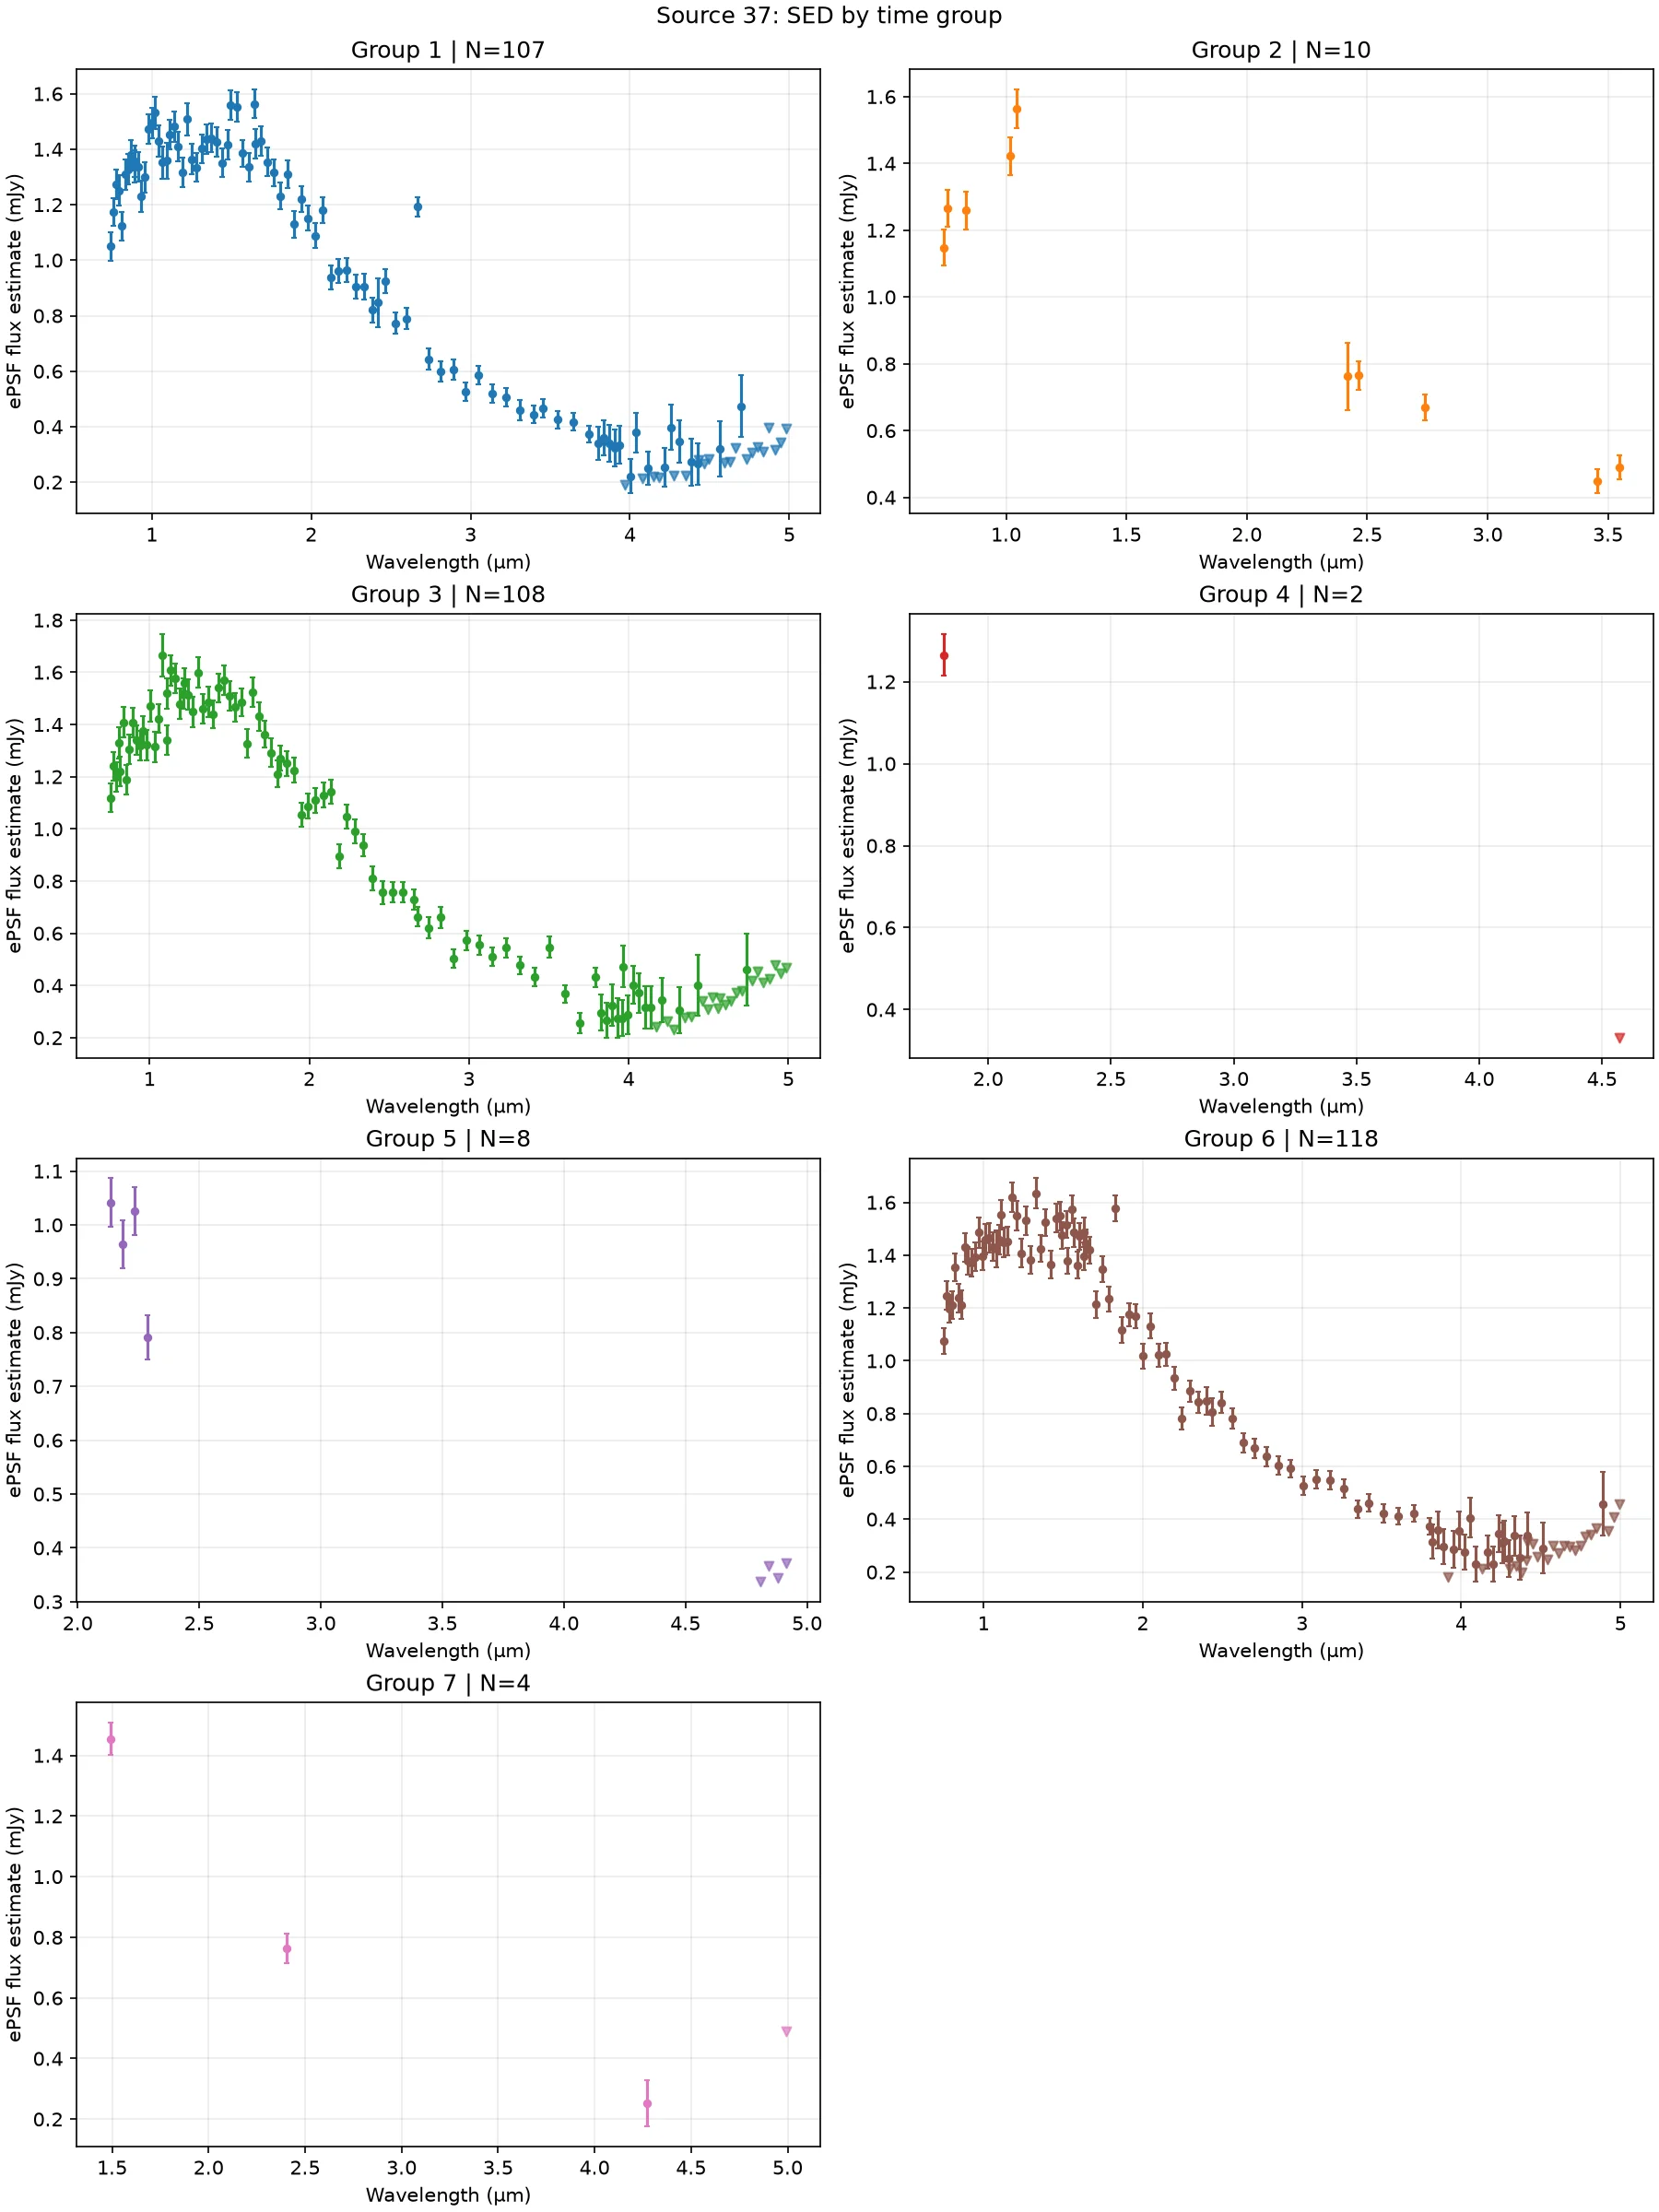 Source 37: SED by time group
Group 1 | N=107
ePSF flux estimate (mJy)
1.6
1.4
1.2
1.0
0.8
0.6
0.4
0.2
1 2 3 4 5
Wavelength (µm)
Group 2 | N=10
ePSF flux estimate (mJy)
1.6
1.4
1.2
1.0
0.8
0.6
0.4
1.0 1.5 2.0 2.5 3.0 3.5
Wavelength (µm)
Group 3 | N=108
ePSF flux estimate (mJy)
1.8
1.6
1.4
1.2
1.0
0.8
0.6
0.4
0.2
1 2 3 4 5
Wavelength (µm)
Group 4 | N=2
ePSF flux estimate (mJy)
1.2
1.0
0.8
0.6
0.4
2.0 2.5 3.0 3.5 4.0 4.5
Wavelength (µm)
Group 5 | N=8
ePSF flux estimate (mJy)
1.1
1.0
0.9
0.8
0.7
0.6
0.5
0.4
0.3
2.0 2.5 3.0 3.5 4.0 4.5 5.0
Wavelength (µm)
Group 6 | N=118
ePSF flux estimate (mJy)
1.6
1.4
1.2
1.0
0.8
0.6
0.4
0.2
1 2 3 4 5
Wavelength (µm)
Group 7 | N=4
ePSF flux estimate (mJy)
1.4
1.2
1.0
0.8
0.6
0.4
0.2
1.5 2.0 2.5 3.0 3.5 4.0 4.5 5.0
Wavelength (µm)